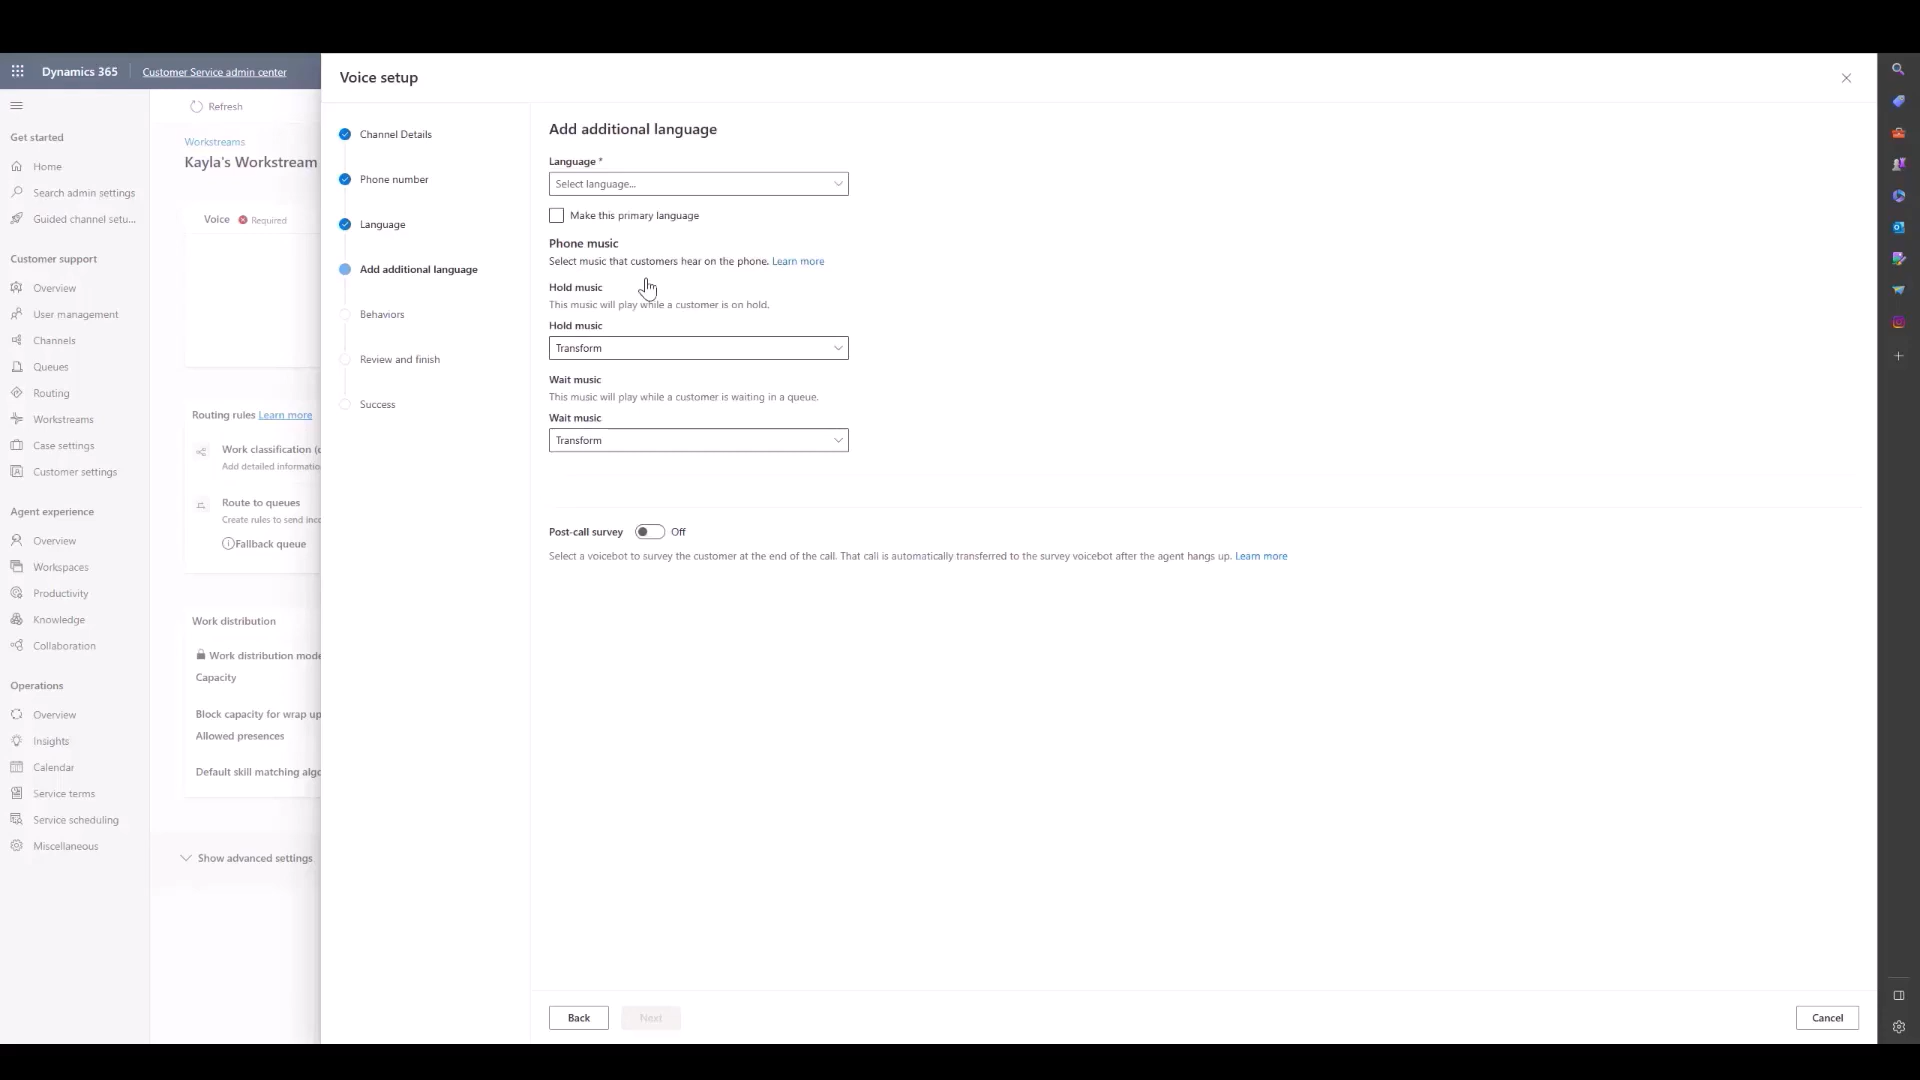 Dynamics 365
Customer Service admin center
Refresh
Get started
Home
Search admin settings
Guided channel setu...
Customer support
Overview
User management
Channels
Queues
Routing
Workstreams
Case settings
Customer settings
Agent experience
Overview
Workspaces
Productivity
Knowledge
Collaboration
Operations
Overview
Insights
Calendar
Service terms
Service scheduling
Miscellaneous
Workstreams
Kayla's Workstream
Voice Required
Routing rules Learn more
Work classification (
Add detailed informatio
Route to queues
Create rules to send inc
Fallback queue
Work distribution
Work distribution mode
Capacity
Block capacity for wrap up
Allowed presences
Default skill matching algo
Show advanced settings
Voice setup
Channel Details
Phone number
Language
Add additional language
Behaviors
Review and finish
Success
Add additional language
Language *
Select language...
Make this primary language
Phone music
Select music that customers hear on the phone. Learn more
Hold music
This music will play while a customer is on hold.
Hold music
Transform
Wait music
This music will play while a customer is waiting in a queue.
Wait music
Transform
Post-call survey Off
Select a voicebot to survey the customer at the end of the call. That call is automatically transferred to the survey voicebot after the agent hangs up. Learn more
Back
Next
Cancel